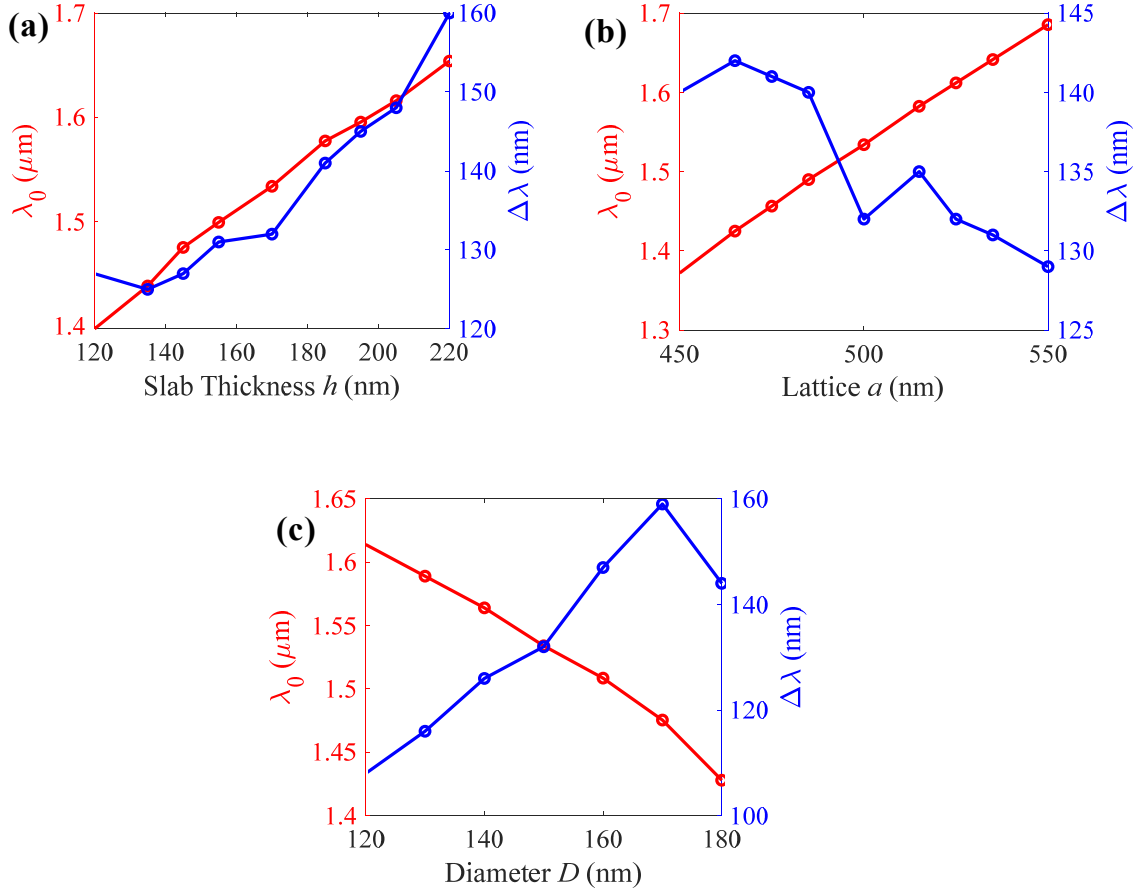 (a)
1.7
1.6
1.5
1.4
λ0 (μm)
160
150
140
130
120
Δλ (nm)
120 140 160 180 200 220
Slab Thickness h (nm)
(b)
1.7
1.6
1.5
1.4
1.3
λ0 (μm)
145
140
135
130
125
Δλ (nm)
450 500 550
Lattice a (nm)
(c)
1.65
1.6
1.55
1.5
1.45
1.4
λ0 (μm)
160
140
120
100
Δλ (nm)
120 140 160 180
Diameter D (nm)